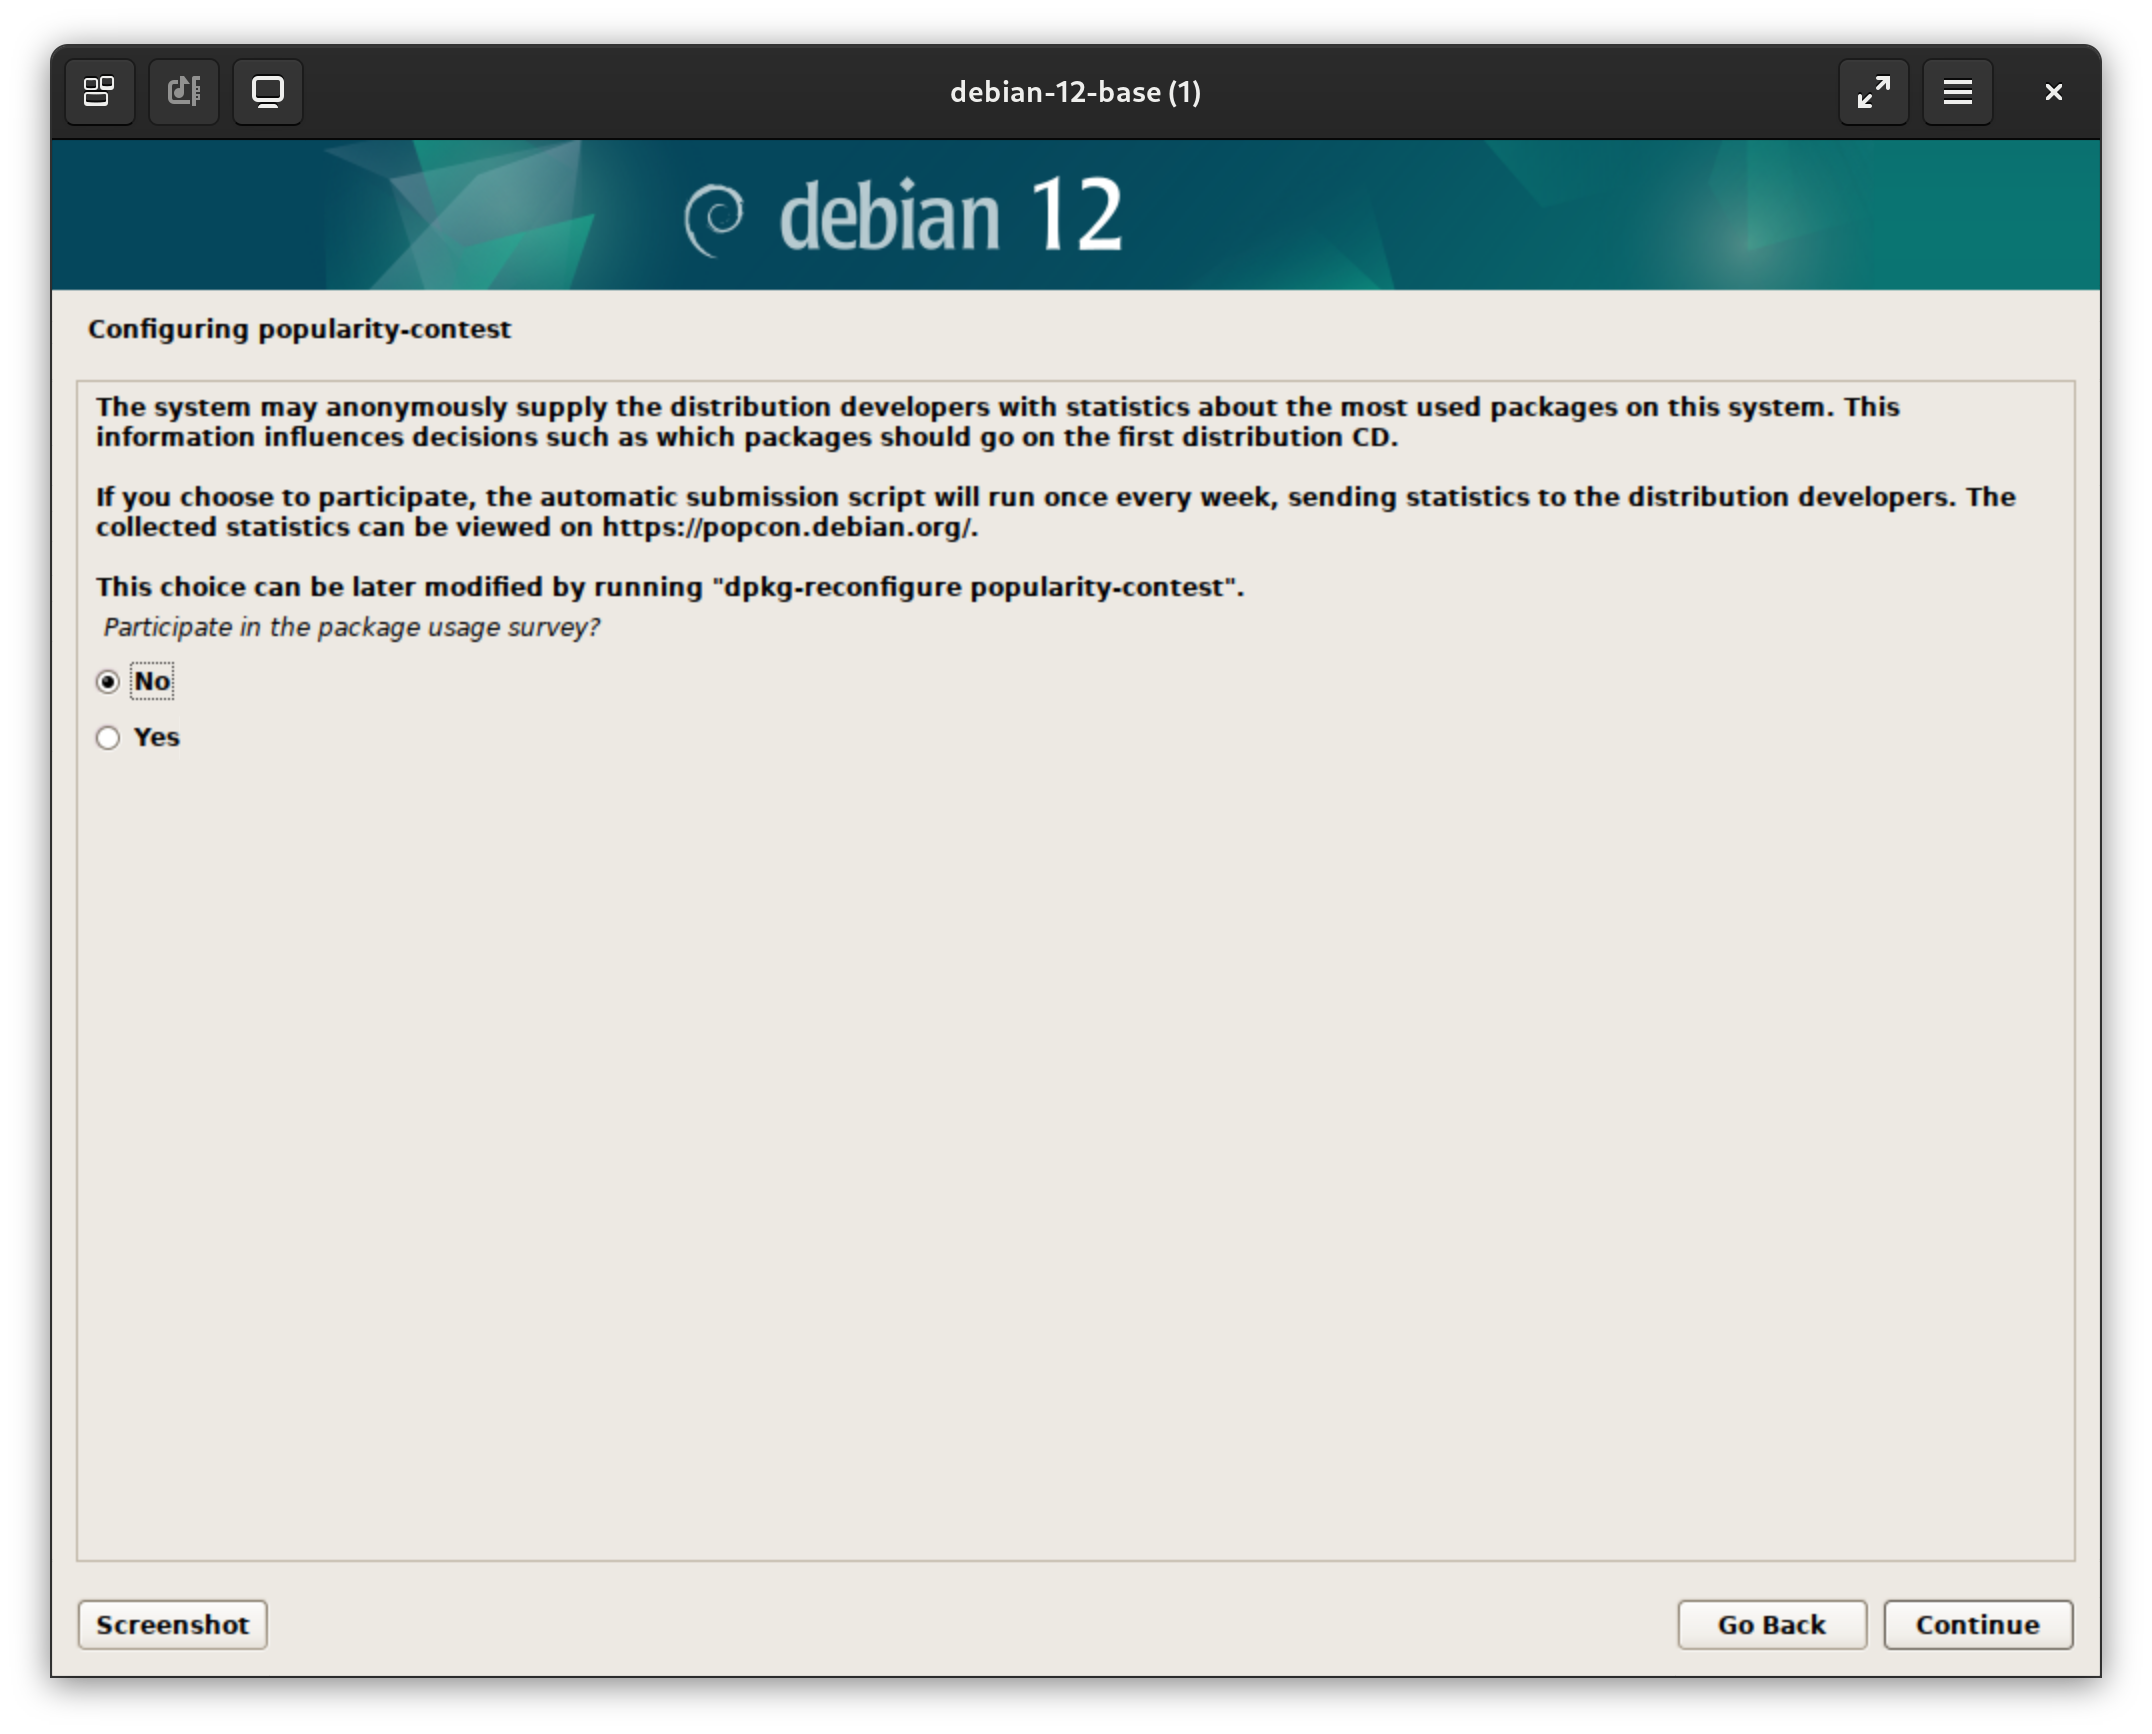 debian-12-base (1)
debian 12
Configuring popularity-contest
The system may anonymously supply the distribution developers with statistics about the most used packages on this system. This
information influences decisions such as which packages should go on the first distribution CD.
If you choose to participate, the automatic submission script will run once every week, sending statistics to the distribution developers. The
collected statistics can be viewed on https://popcon.debian.org/.
This choice can be later modified by running "dpkg-reconfigure popularity-contest".
Participate in the package usage survey?
No
Yes
Screenshot
Go Back
Continue